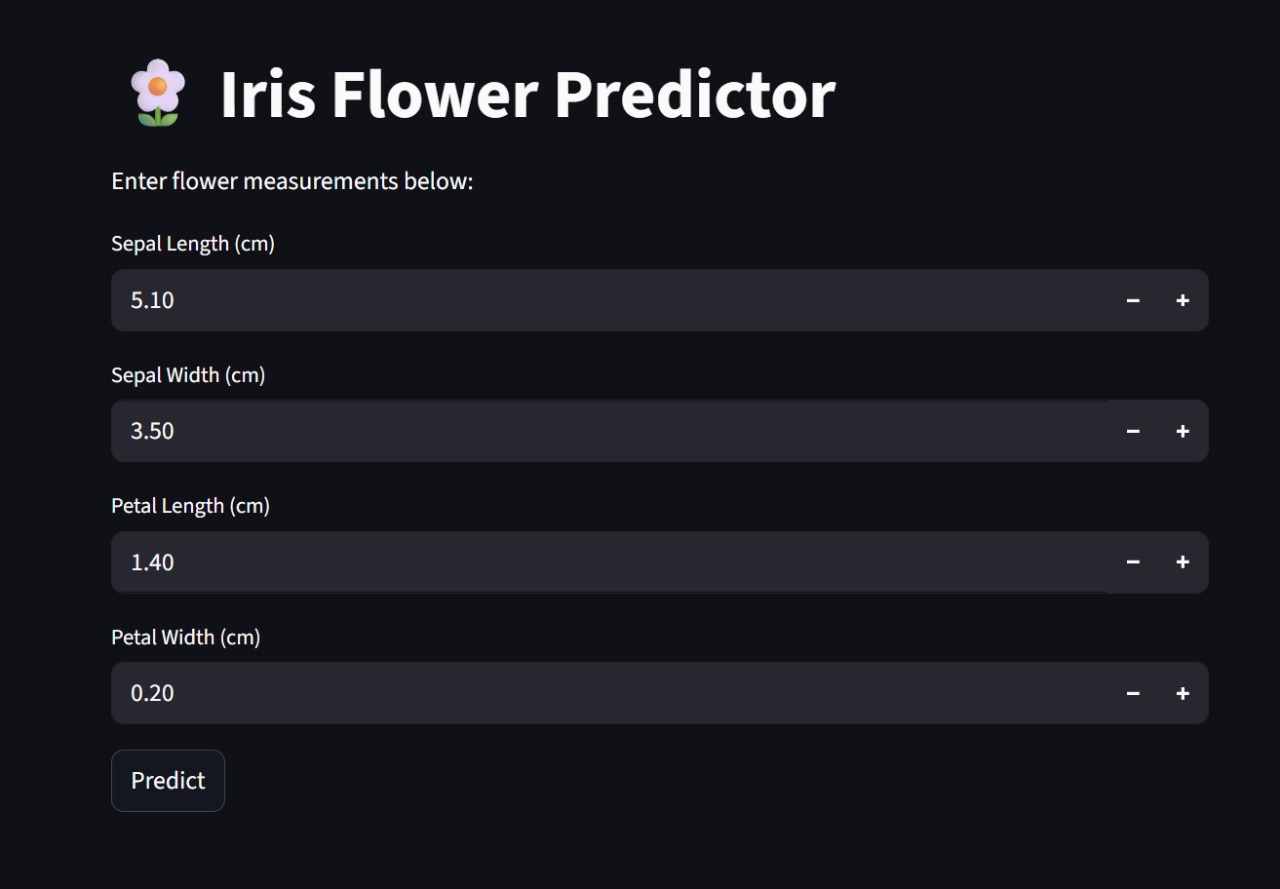 Iris Flower Predictor
Enter flower measurements below:
Sepal Length (cm)
5.10 − +
Sepal Width (cm)
3.50 − +
Petal Length (cm)
1.40 − +
Petal Width (cm)
0.20 − +
Predict